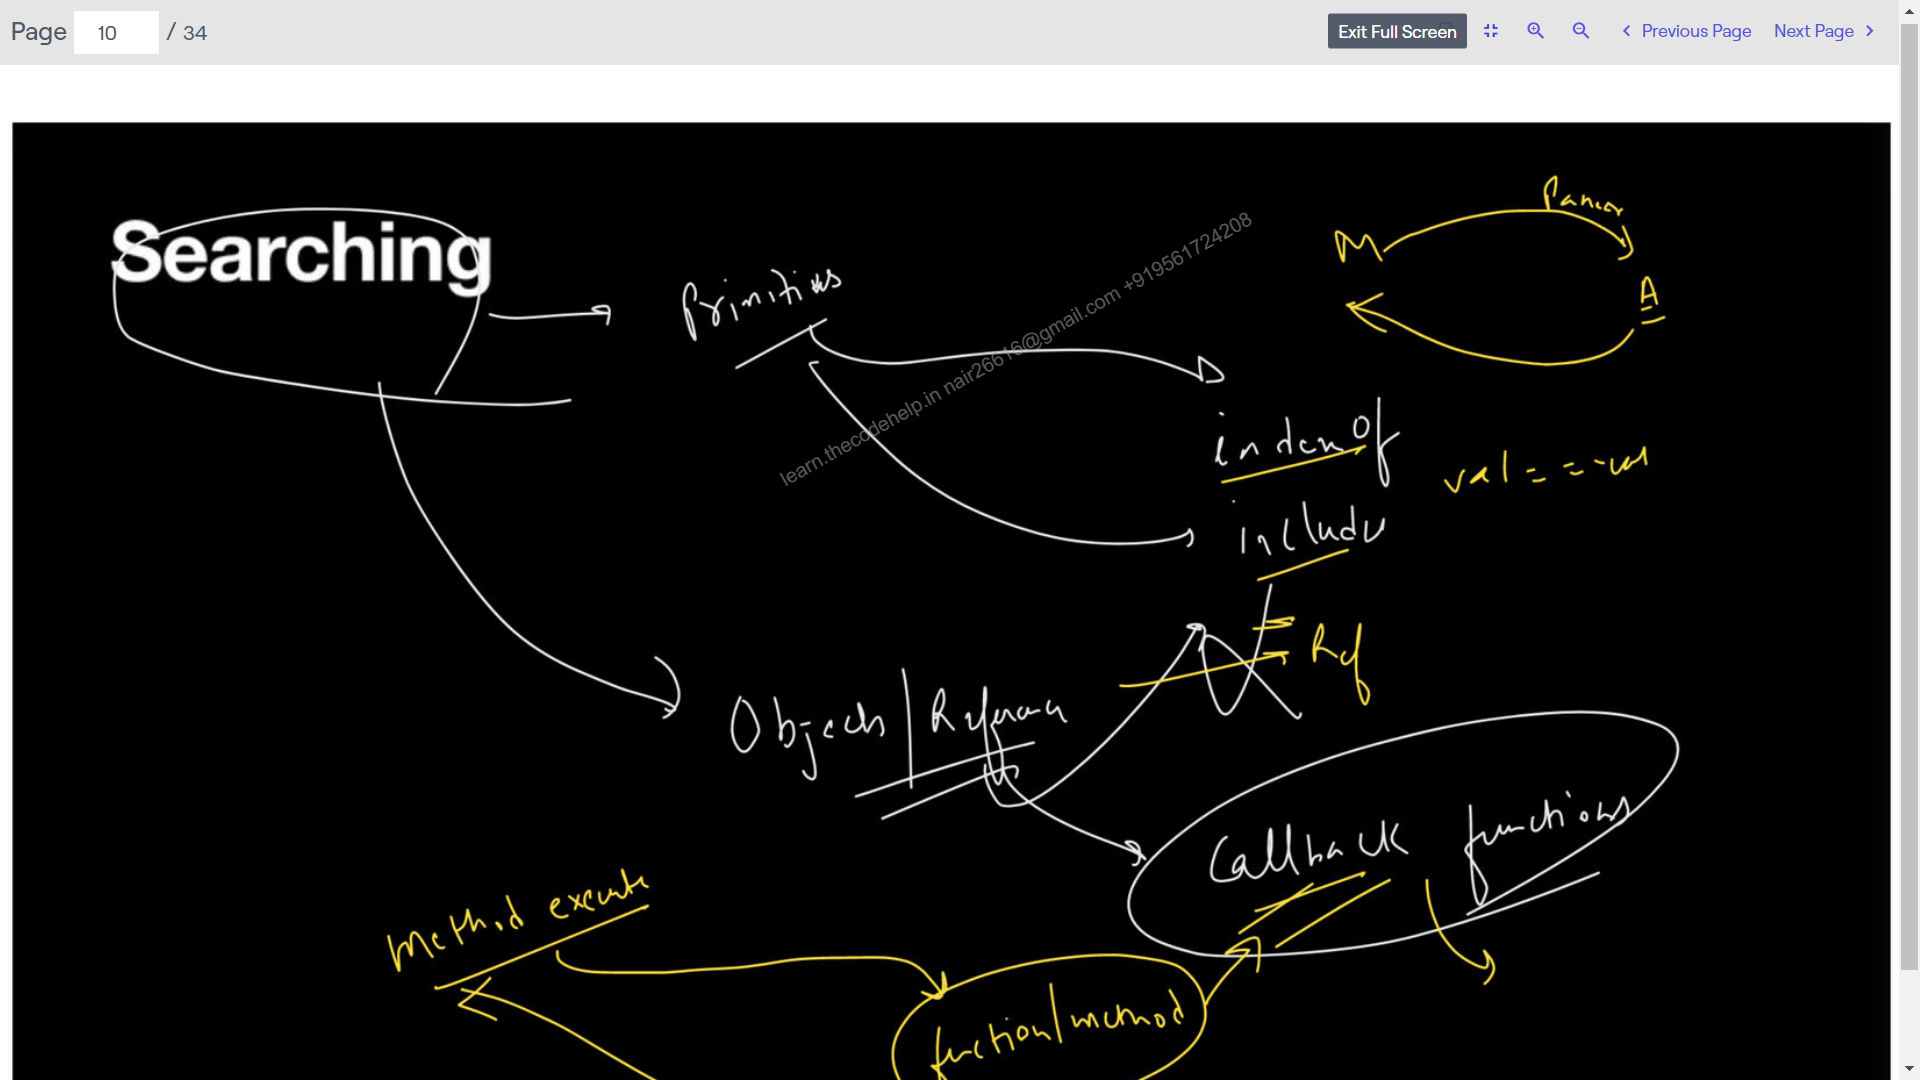 Page 10 / 34
Exit Full Screen
Previous Page
Next Page
Searching
Primitives
M
Paneer
A
learn.thecodehelp.in nair26616@gmail.com +919561724208
indexOf
val = = - val
includes
Ref
Objects / Reference
Callback functions
Method execute
function/method